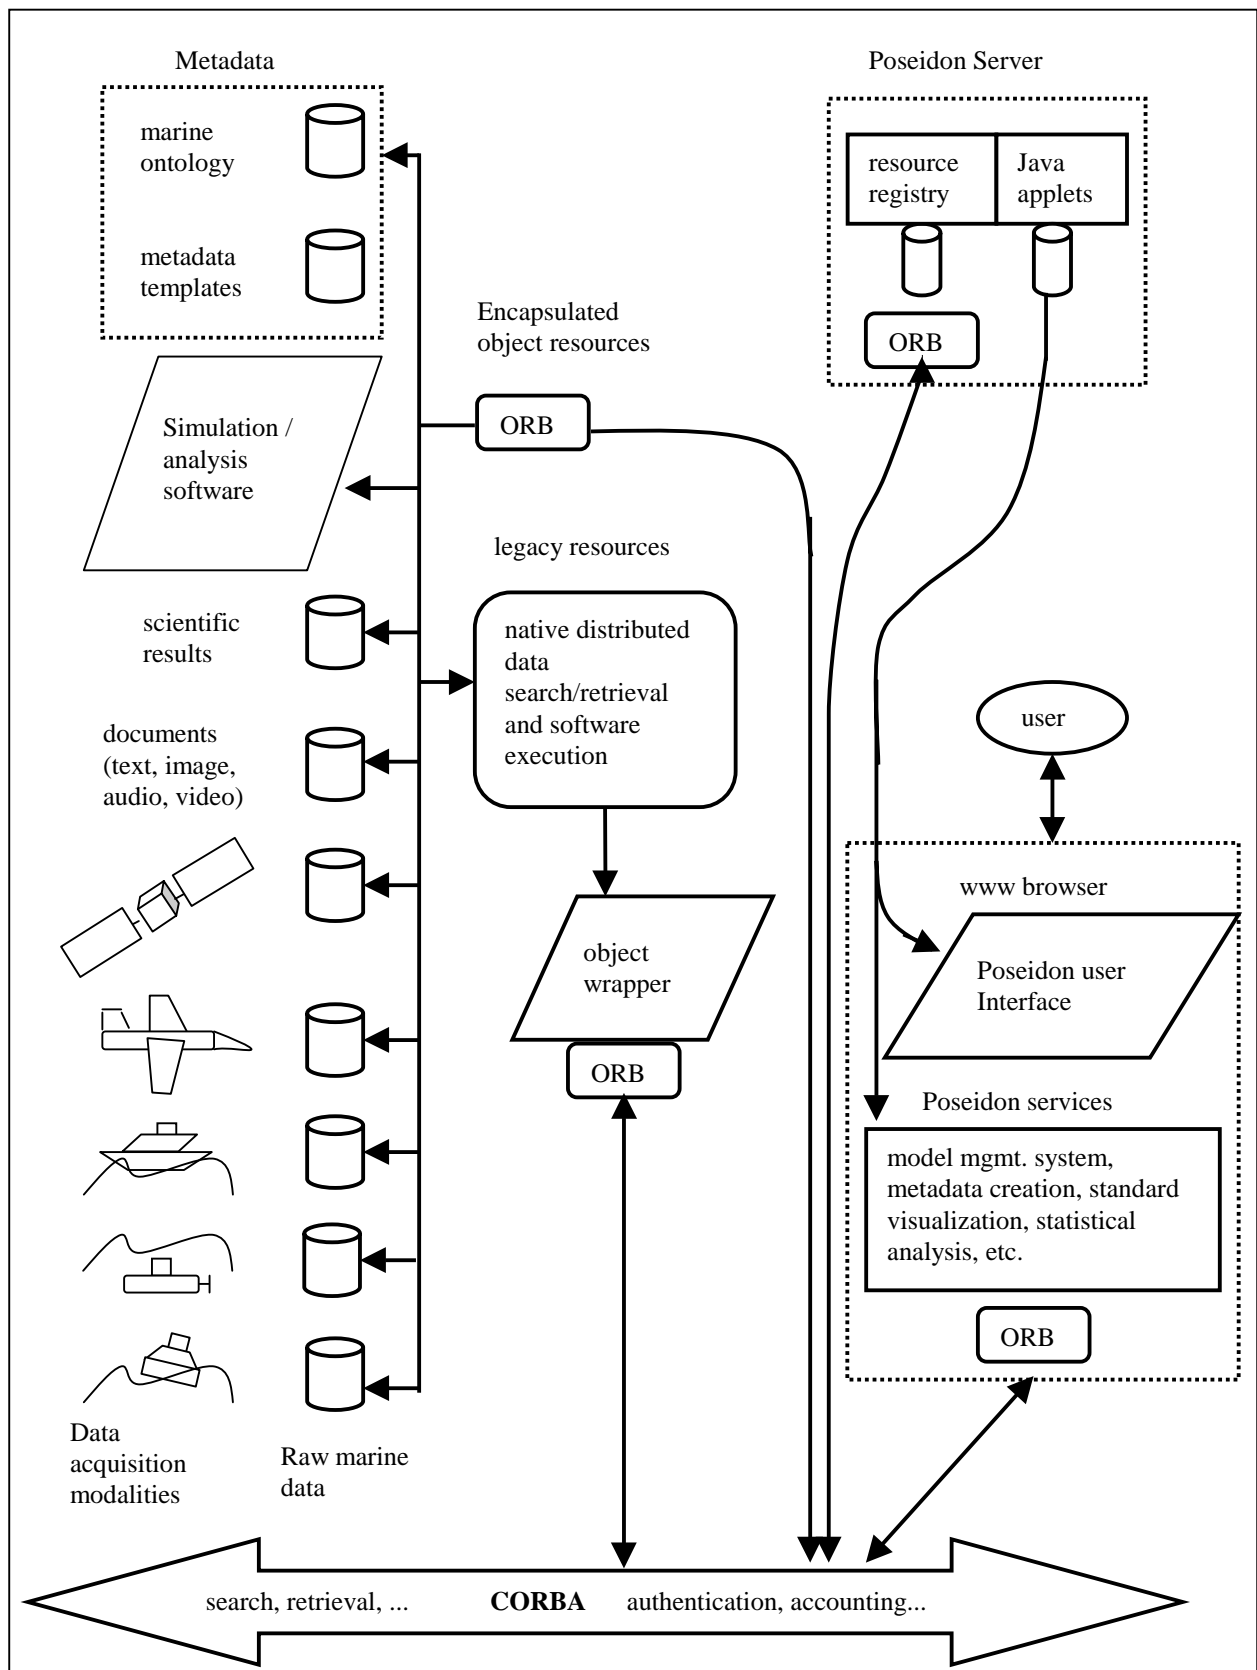 Metadata
marine
ontology
metadata
templates
Simulation /
analysis
software
scientific
results
documents
(text, image,
audio, video)
Data
acquisition
modalities
Raw marine
data
Encapsulated
object resources
ORB
legacy resources
native distributed
data
search/retrieval
and software
execution
object
wrapper
ORB
Poseidon Server
resource
registry
Java
applets
ORB
user
www browser
Poseidon user
Interface
Poseidon services
model mgmt. system,
metadata creation, standard
visualization, statistical
analysis, etc.
ORB
search, retrieval, ... CORBA authentication, accounting...